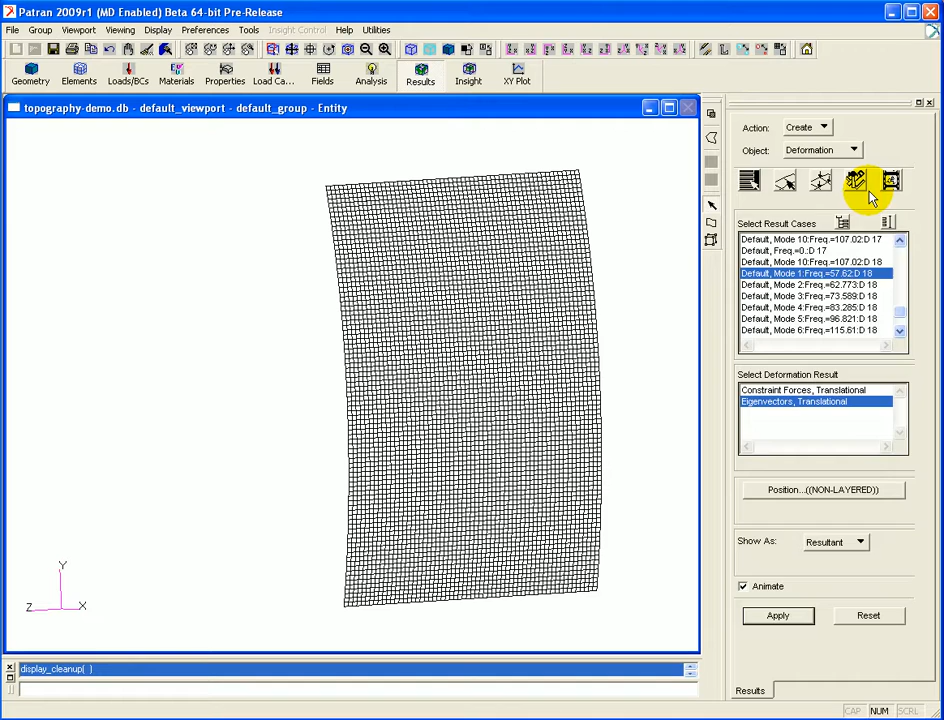 Patran 2009r1 (MD Enabled) Beta 64-bit Pre-Release
File Group Viewport Viewing Display Preferences Tools Insight Control Help Utilities
Geometry Elements Loads/BCs Materials Properties Load Ca... Fields Analysis Results Insight XY Plot
topography-demo.db - default_viewport - default_group - Entity
Action: Create
Object: Deformation
Select Result Cases
Default, Mode 10:Freq.=107.02:D 17
Default, Freq.=0.:D 17
Default, Mode 10:Freq.=107.02:D 18
Default, Mode 1:Freq.=57.62:D 18
Default, Mode 2:Freq.=62.773:D 18
Default, Mode 3:Freq.=73.589:D 18
Default, Mode 4:Freq.=83.285:D 18
Default, Mode 5:Freq.=96.821:D 18
Default, Mode 6:Freq.=115.61:D 18
Select Deformation Result
Constraint Forces, Translational
Eigenvectors, Translational
Position...((NON-LAYERED))
Show As: Resultant
Animate
Apply Reset
Y
Z X
display_cleanup( )
Results
CAP NUM SCRL